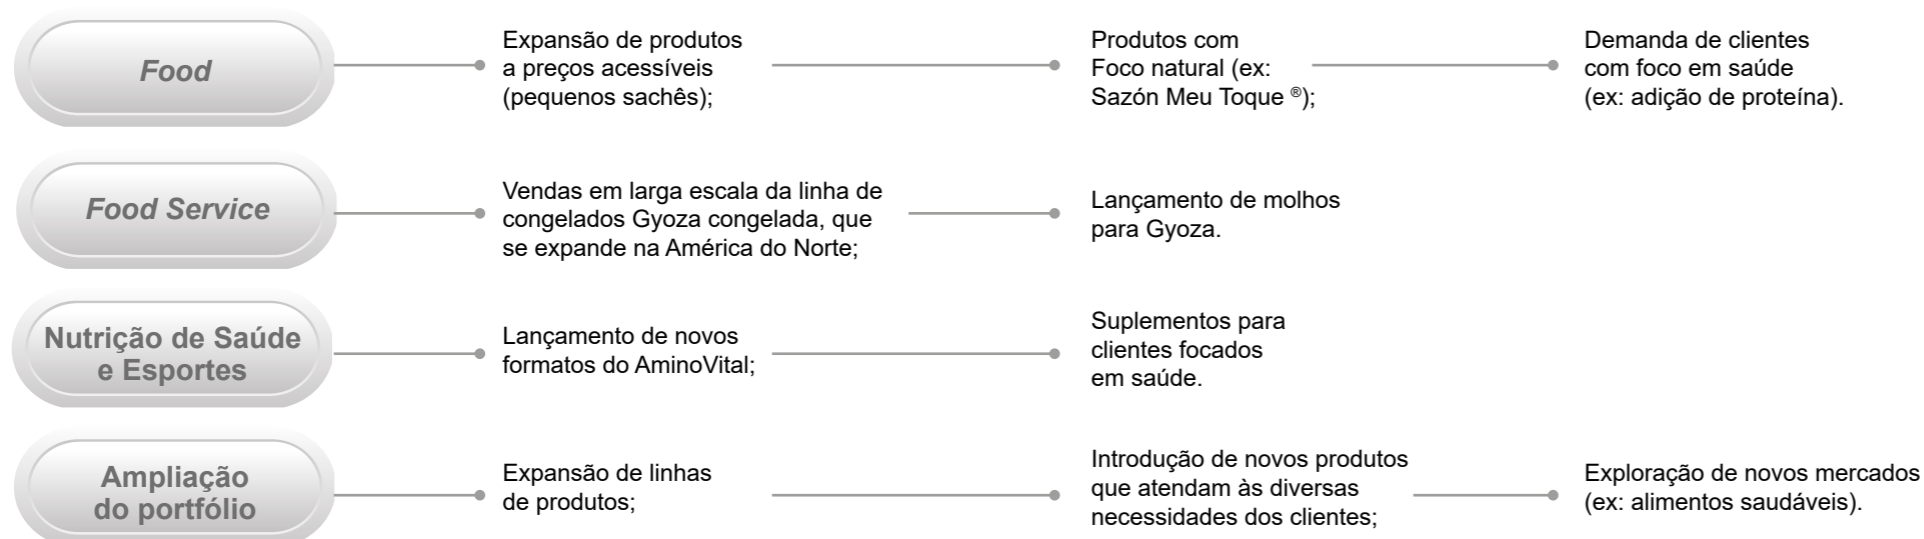 Food
Expansão de produtos
a preços acessíveis
(pequenos sachês);
Produtos com
Foco natural (ex:
Sazón Meu Toque ®);
Demanda de clientes
com foco em saúde
(ex: adição de proteína).
Food Service
Vendas em larga escala da linha de
congelados Gyoza congelada, que
se expande na América do Norte;
Lançamento de molhos
para Gyoza.
Nutrição de Saúde
e Esportes
Lançamento de novos
formatos do AminoVital;
Suplementos para
clientes focados
em saúde.
Ampliação
do portfólio
Expansão de linhas
de produtos;
Introdução de novos produtos
que atendam às diversas
necessidades dos clientes;
Exploração de novos mercados
(ex: alimentos saudáveis).